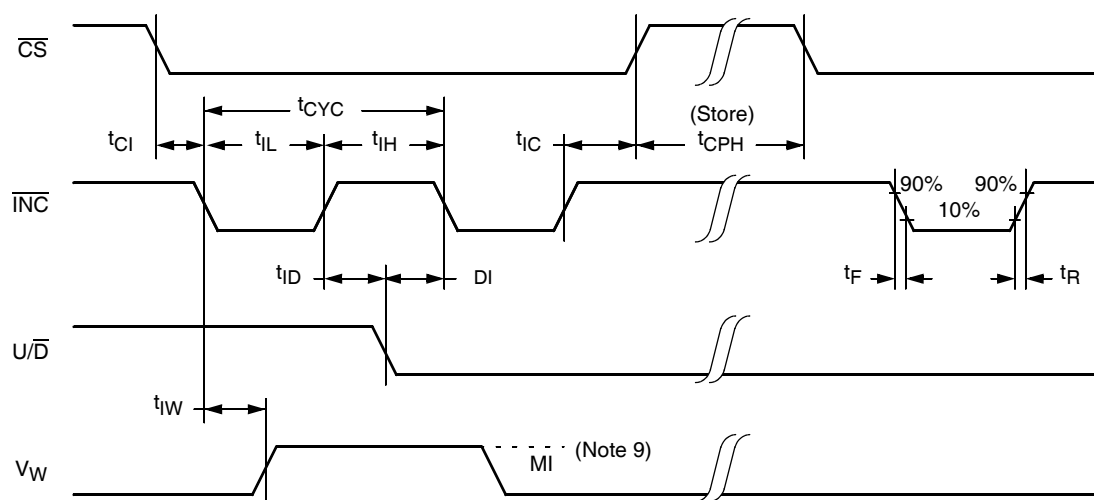 CS
tCYC
(Store)
tCI tIL tIH tIC tCPH
INC
90% 90%
10%
tID DI tF tR
U/D
tIW
VW
MI (Note 9)